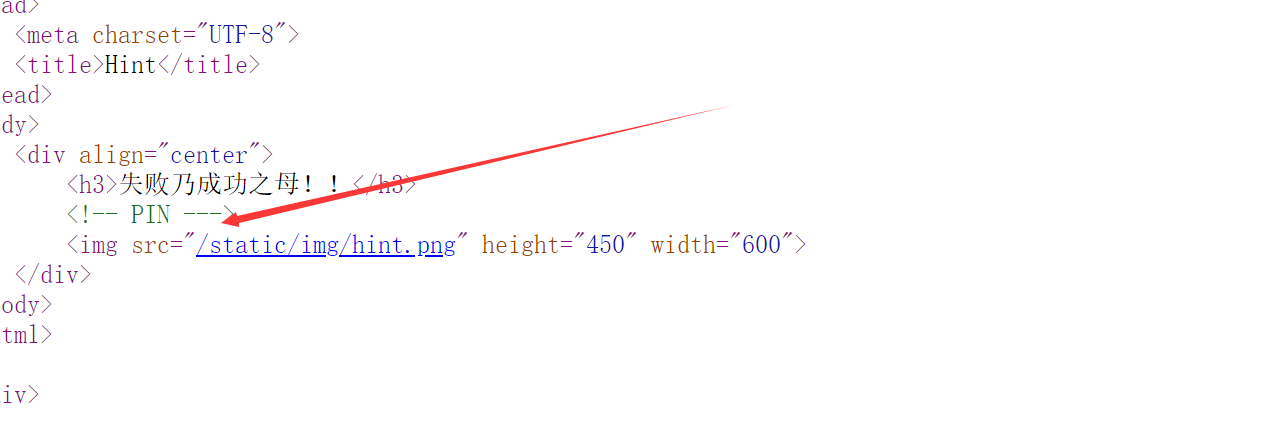 ad>
<meta charset="UTF-8">
<title>Hint</title>
ead>
dy>
<div align="center">
<h3>失败乃成功之母！！</h3>
<!-- PIN --->
<img src="/static/img/hint.png" height="450" width="600">
</div>
ody>
tml>
iv>